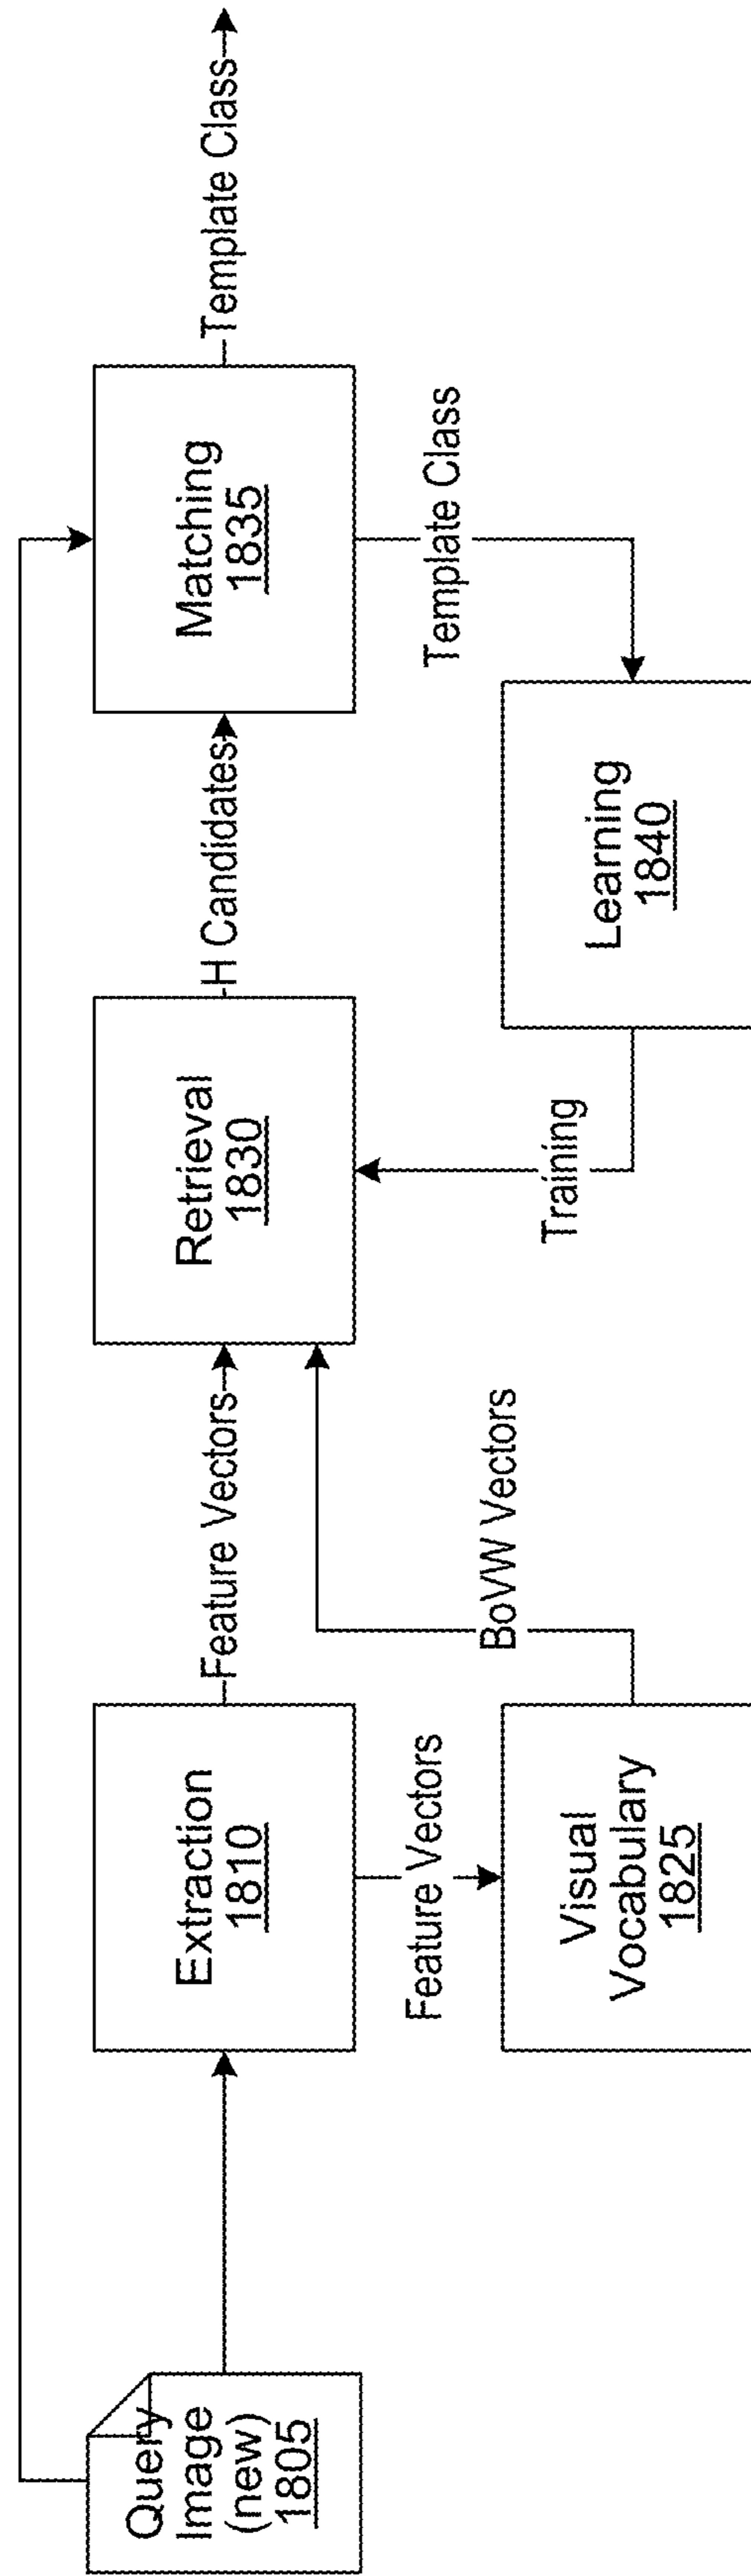 Query
Image
(new)
1805
Extraction
1810
Feature Vectors
Feature Vectors
Visual
Vocabulary
1825
BoVW Vectors
Retrieval
1830
Training
H Candidates
Learning
1840
Matching
1835
Template Class
Template Class